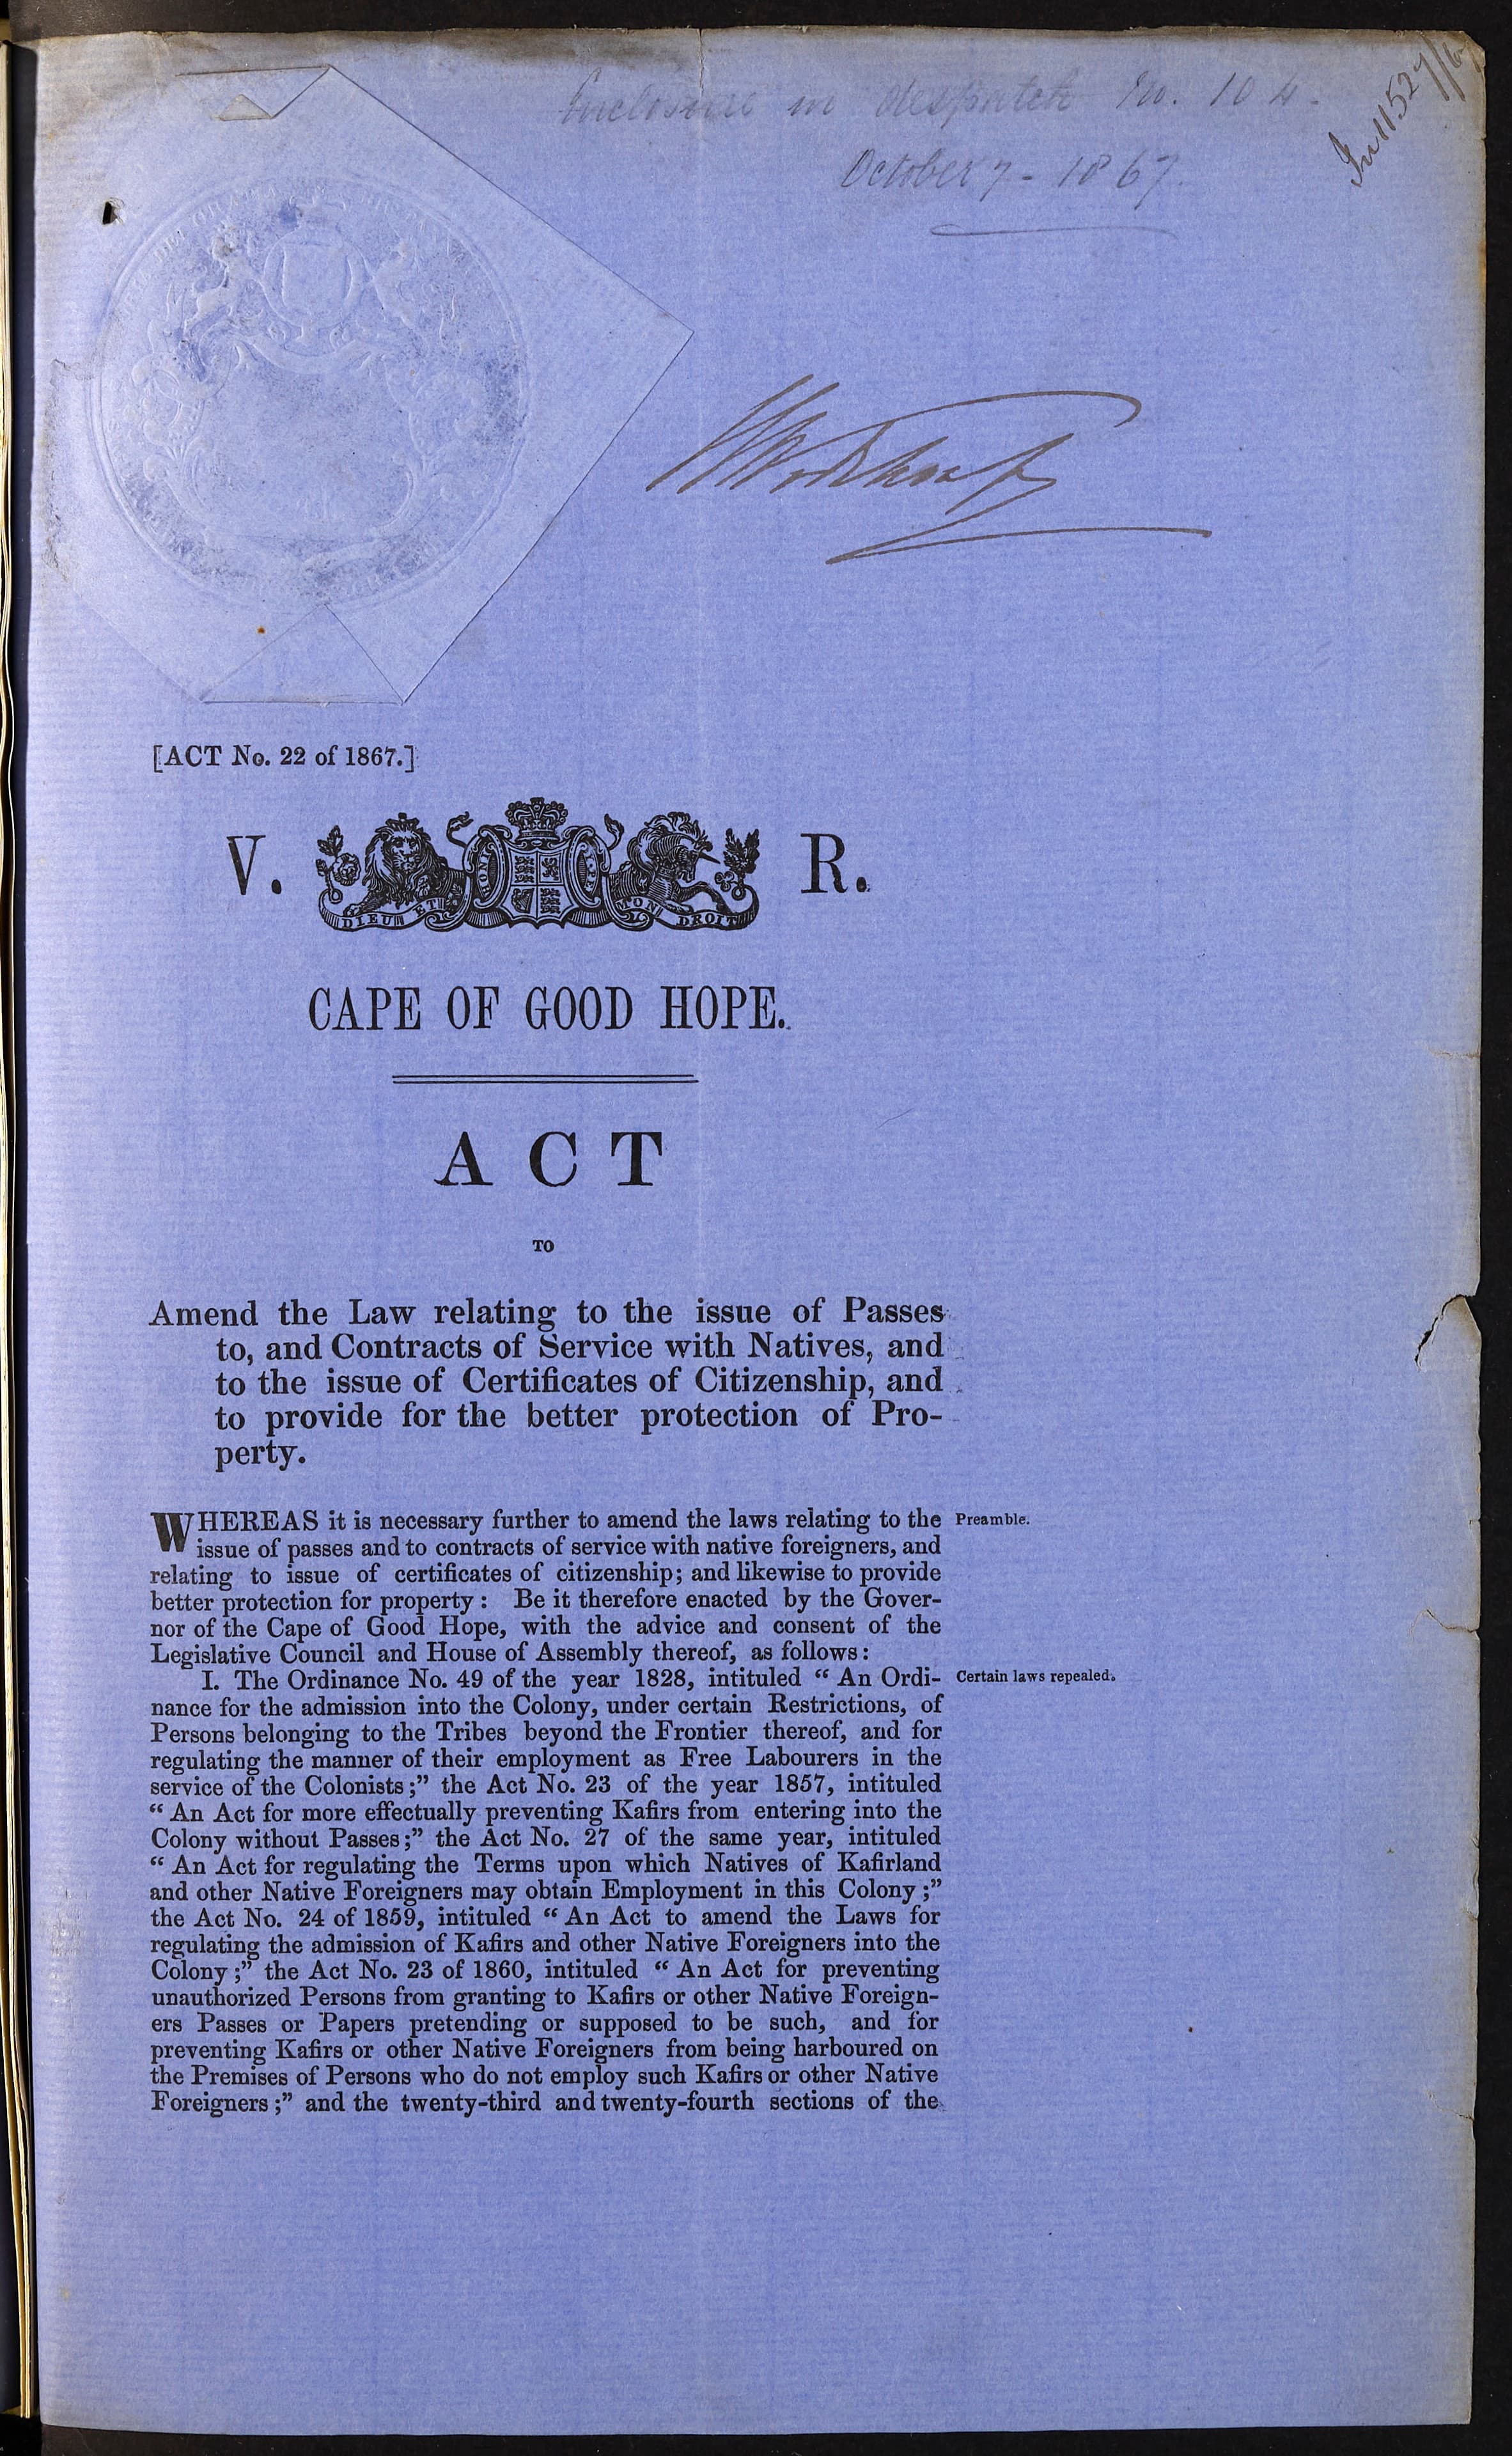 Enclosure in despatch No. 104.
October 7 - 1867.
[ACT No. 22 of 1867.]
V. R.
DIEU ET MON DROIT
CAPE OF GOOD HOPE.
ACT
TO
Amend the Law relating to the issue of Passes
to, and Contracts of Service with Natives, and
to the issue of Certificates of Citizenship, and
to provide for the better protection of Pro-
perty.
WHEREAS it is necessary further to amend the laws relating to the Preamble.
issue of passes and to contracts of service with native foreigners, and
relating to issue of certificates of citizenship; and likewise to provide
better protection for property: Be it therefore enacted by the Gover-
nor of the Cape of Good Hope, with the advice and consent of the
Legislative Council and House of Assembly thereof, as follows:
I. The Ordinance No. 49 of the year 1828, intituled “ An Ordi- Certain laws repealed.
nance for the admission into the Colony, under certain Restrictions, of
Persons belonging to the Tribes beyond the Frontier thereof, and for
regulating the manner of their employment as Free Labourers in the
service of the Colonists;” the Act No. 23 of the year 1857, intituled
“ An Act for more effectually preventing Kafirs from entering into the
Colony without Passes;” the Act No. 27 of the same year, intituled
“ An Act for regulating the Terms upon which Natives of Kafirland
and other Native Foreigners may obtain Employment in this Colony;”
the Act No. 24 of 1859, intituled “ An Act to amend the Laws for
regulating the admission of Kafirs and other Native Foreigners into the
Colony;” the Act No. 23 of 1860, intituled “ An Act for preventing
unauthorized Persons from granting to Kafirs or other Native Foreign-
ers Passes or Papers pretending or supposed to be such, and for
preventing Kafirs or other Native Foreigners from being harboured on
the Premises of Persons who do not employ such Kafirs or other Native
Foreigners;” and the twenty-third and twenty-fourth sections of the